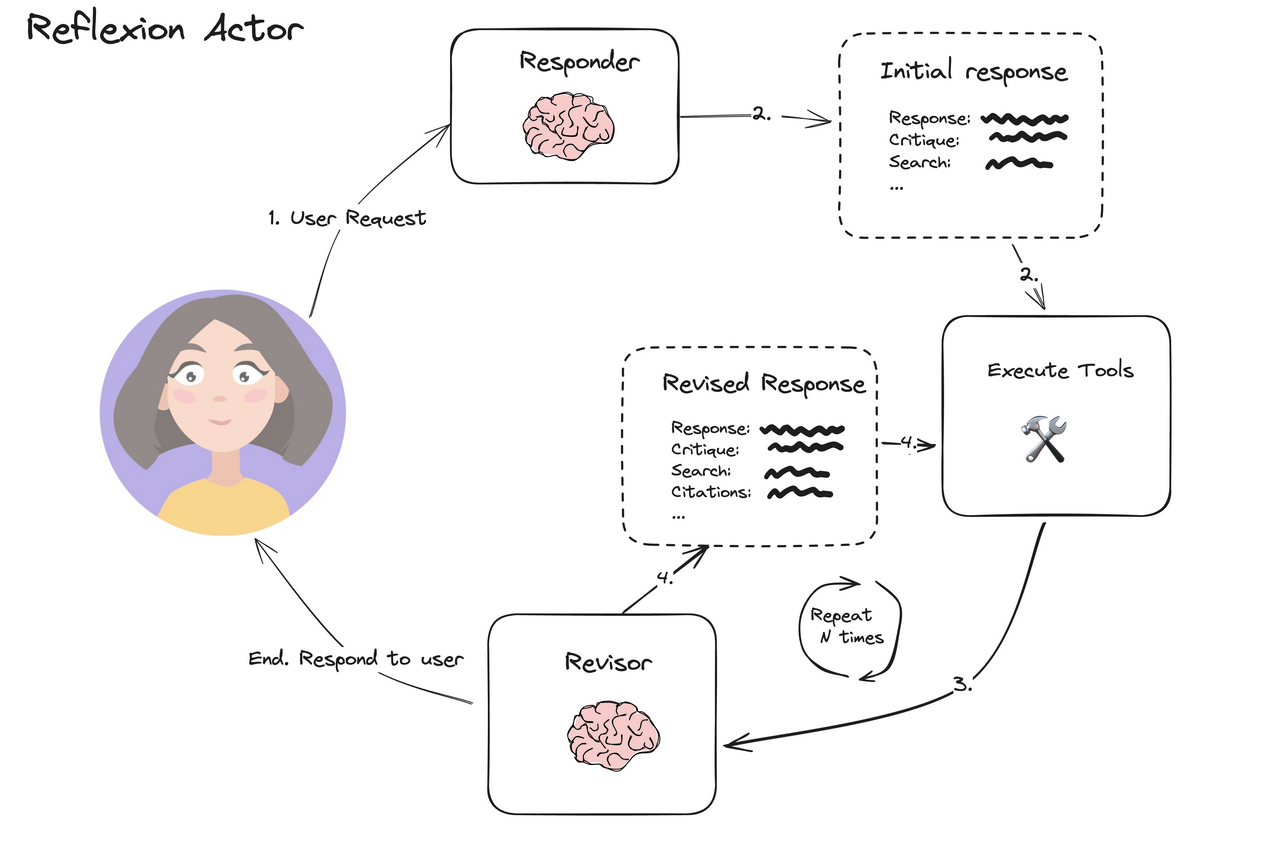 Reflexion Actor
Responder
2.
Initial response
Response:
Critique:
Search:
...
1. User Request
2.
Execute Tools
Revised Response
Response:
Critique:
Search:
Citations:
...
4.
4.
Repeat
N times
3.
Revisor
End. Respond to user